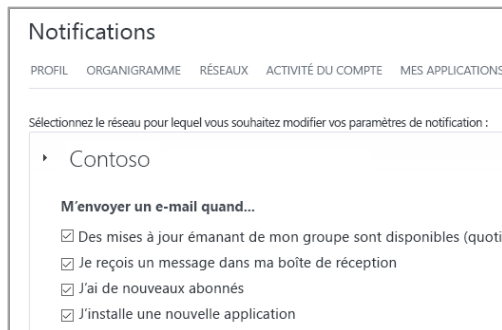 Notifications
PROFIL ORGANIGRAMME RÉSEAUX ACTIVITÉ DU COMPTE MES APPLICATIONS
Sélectionnez le réseau pour lequel vous souhaitez modifier vos paramètres de notification :
Contoso
M'envoyer un e-mail quand...
Des mises à jour émanant de mon groupe sont disponibles (quoti
Je reçois un message dans ma boîte de réception
J'ai de nouveaux abonnés
J'installe une nouvelle application